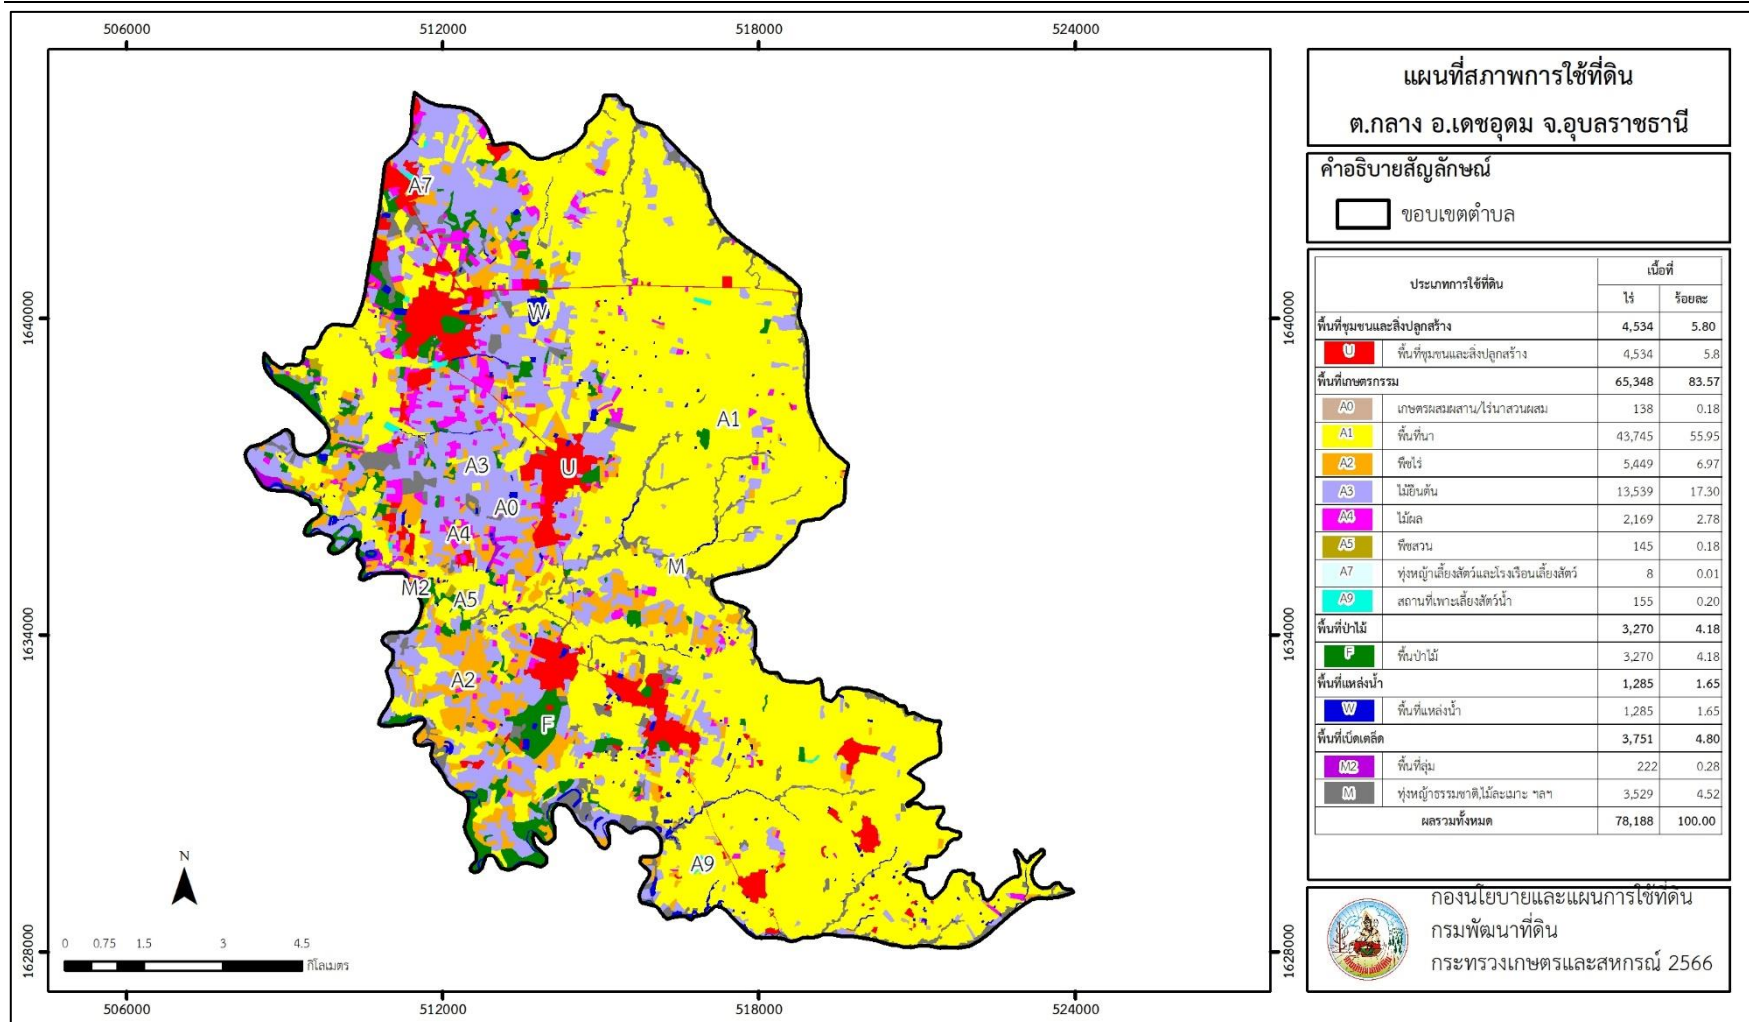 506000 512000 518000 524000
1640000 1640000
1634000 1634000
1628000 1628000
506000 512000 518000 524000
A7
W
A1
A3
U
A0
A4
M
M2
A5
A2
F
A9
N
0 0.75 1.5 3 4.5
กิโลเมตร
แผนที่สภาพการใช้ที่ดิน
ต.กลาง อ.เดชอุดม จ.อุบลราชธานี
คำอธิบายสัญลักษณ์
ขอบเขตตำบล
ประเภทการใช้ที่ดิน เนื้อที่
ไร่ ร้อยละ
พื้นที่ชุมชนและสิ่งปลูกสร้าง 4,534 5.80
U พื้นที่ชุมชนและสิ่งปลูกสร้าง 4,534 5.8
พื้นที่เกษตรกรรม 65,348 83.57
A0 เกษตรผสมผสาน/ไร่นาสวนผสม 138 0.18
A1 พื้นที่นา 43,745 55.95
A2 พืชไร่ 5,449 6.97
A3 ไม้ยืนต้น 13,539 17.30
A4 ไม้ผล 2,169 2.78
A5 พืชสวน 145 0.18
A7 ทุ่งหญ้าเลี้ยงสัตว์และโรงเรือนเลี้ยงสัตว์ 8 0.01
A9 สถานที่เพาะเลี้ยงสัตว์น้ำ 155 0.20
พื้นที่ป่าไม้ 3,270 4.18
F พื้นป่าไม้ 3,270 4.18
พื้นที่แหล่งน้ำ 1,285 1.65
W พื้นที่แหล่งน้ำ 1,285 1.65
พื้นที่เบ็ดเตล็ด 3,751 4.80
M2 พื้นที่ลุ่ม 222 0.28
M ทุ่งหญ้าธรรมชาติ,ไม้ละเมาะ ฯลฯ 3,529 4.52
ผลรวมทั้งหมด 78,188 100.00
กองนโยบายและแผนการใช้ที่ดิน
กรมพัฒนาที่ดิน
กระทรวงเกษตรและสหกรณ์ 2566